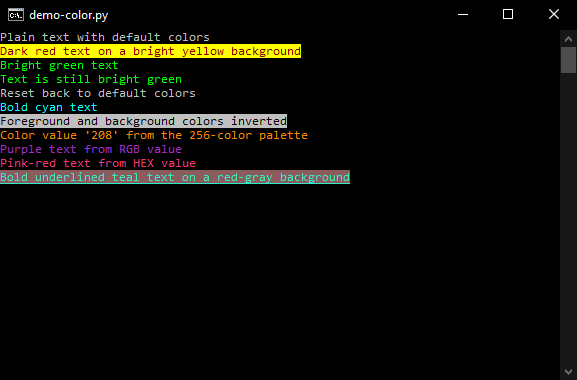 demo-color.py
Plain text with default colors
Dark red text on a bright yellow background
Bright green text
Text is still bright green
Reset back to default colors
Bold cyan text
Foreground and background colors inverted
Color value '208' from the 256-color palette
Purple text from RGB value
Pink-red text from HEX value
Bold underlined teal text on a red-gray background